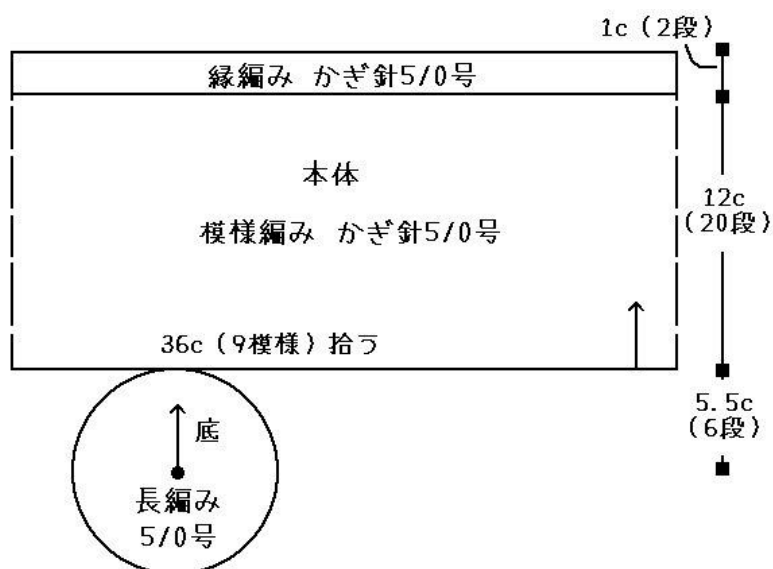 1c（2段）
縁編み かぎ針5/0号
本体
模様編み かぎ針5/0号
12c
（20段）
36c（9模様）拾う
5.5c
（6段）
底
長編み
5/0号